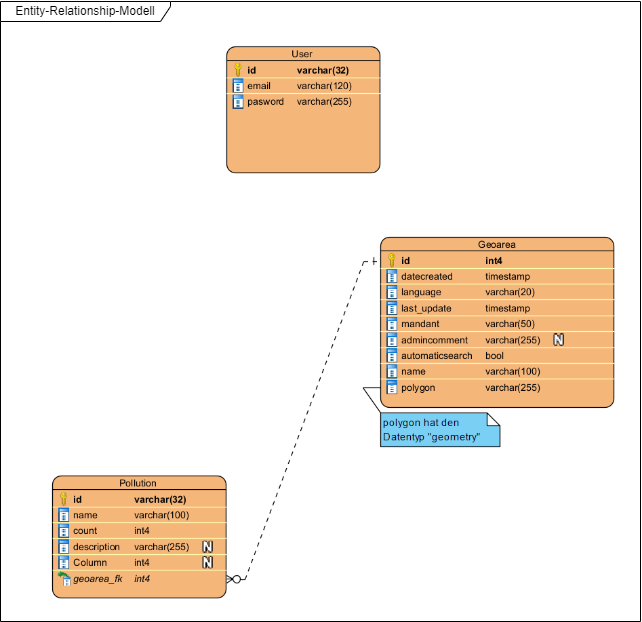 Entity-Relationship-Modell
User
id varchar(32)
email varchar(120)
pasword varchar(255)
Geoarea
id int4
datecreated timestamp
language varchar(20)
last_update timestamp
mandant varchar(50)
admincomment varchar(255) N
automaticsearch bool
name varchar(100)
polygon varchar(255)
polygon hat den
Datentyp "geometry"
Pollution
id varchar(32)
name varchar(100)
count int4
description varchar(255) N
Column int4 N
geoarea_fk int4